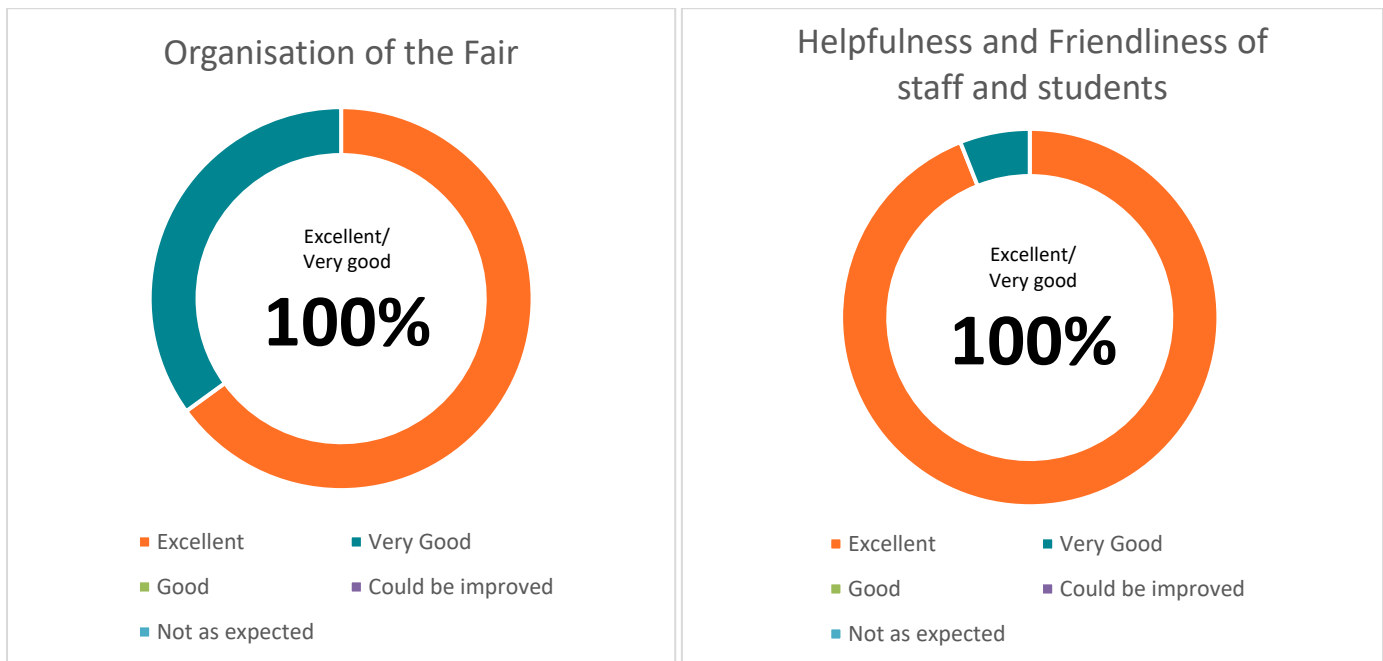 Organisation of the Fair
Excellent/
Very good
100%
Excellent
Very Good
Good
Could be improved
Not as expected
Helpfulness and Friendliness of
staff and students
Excellent/
Very good
100%
Excellent
Very Good
Good
Could be improved
Not as expected